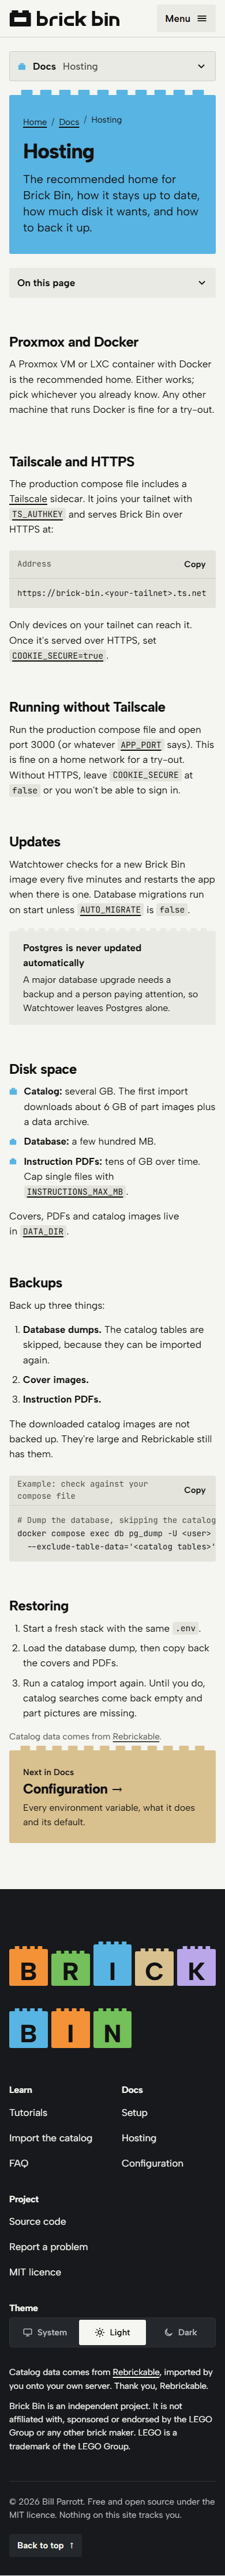 brick bin
Menu
Docs Hosting
Home / Docs / Hosting
Hosting
The recommended home for
Brick Bin, how it stays up to date,
how much disk it wants, and how
to back it up.
On this page
Proxmox and Docker
A Proxmox VM or LXC container with Docker
is the recommended home. Either works;
pick whichever you already know. Any other
machine that runs Docker is fine for a try-out.
Tailscale and HTTPS
The production compose file includes a
Tailscale sidecar. It joins your tailnet with
TS_AUTHKEY and serves Brick Bin over
HTTPS at:
Address
Copy
https://brick-bin.<your-tailnet>.ts.net
Only devices on your tailnet can reach it.
Once it's served over HTTPS, set
COOKIE_SECURE=true.
Running without Tailscale
Run the production compose file and open
port 3000 (or whatever APP_PORT says). This
is fine on a home network for a try-out.
Without HTTPS, leave COOKIE_SECURE at
false or you won't be able to sign in.
Updates
Watchtower checks for a new Brick Bin
image every five minutes and restarts the app
when there is one. Database migrations run
on start unless AUTO_MIGRATE is false.
Postgres is never updated
automatically
A major database upgrade needs a
backup and a person paying attention, so
Watchtower leaves Postgres alone.
Disk space
Catalog: several GB. The first import
downloads about 6 GB of part images plus
a data archive.
Database: a few hundred MB.
Instruction PDFs: tens of GB over time.
Cap single files with
INSTRUCTIONS_MAX_MB.
Covers, PDFs and catalog images live
in DATA_DIR.
Backups
Back up three things:
1. Database dumps. The catalog tables are
skipped, because they can be imported
again.
2. Cover images.
3. Instruction PDFs.
The downloaded catalog images are not
backed up. They're large and Rebrickable still
has them.
Example: check against your
compose file
Copy
# Dump the database, skipping the catalog
docker compose exec db pg_dump -U <user>
--exclude-table-data='<catalog tables>'
Restoring
1. Start a fresh stack with the same .env.
2. Load the database dump, then copy back
the covers and PDFs.
3. Run a catalog import again. Until you do,
catalog searches come back empty and
part pictures are missing.
Catalog data comes from Rebrickable.
Next in Docs
Configuration →
Every environment variable, what it does
and its default.
BRICK
BIN
Learn
Tutorials
Import the catalog
FAQ
Docs
Setup
Hosting
Configuration
Project
Source code
Report a problem
MIT licence
Theme
System Light Dark
Catalog data comes from Rebrickable, imported by
you onto your own server. Thank you, Rebrickable.
Brick Bin is an independent project. It is not
affiliated with, sponsored or endorsed by the LEGO
Group or any other brick maker. LEGO is a
trademark of the LEGO Group.
© 2026 Bill Parrott. Free and open source under the
MIT licence. Nothing on this site tracks you.
Back to top ↑